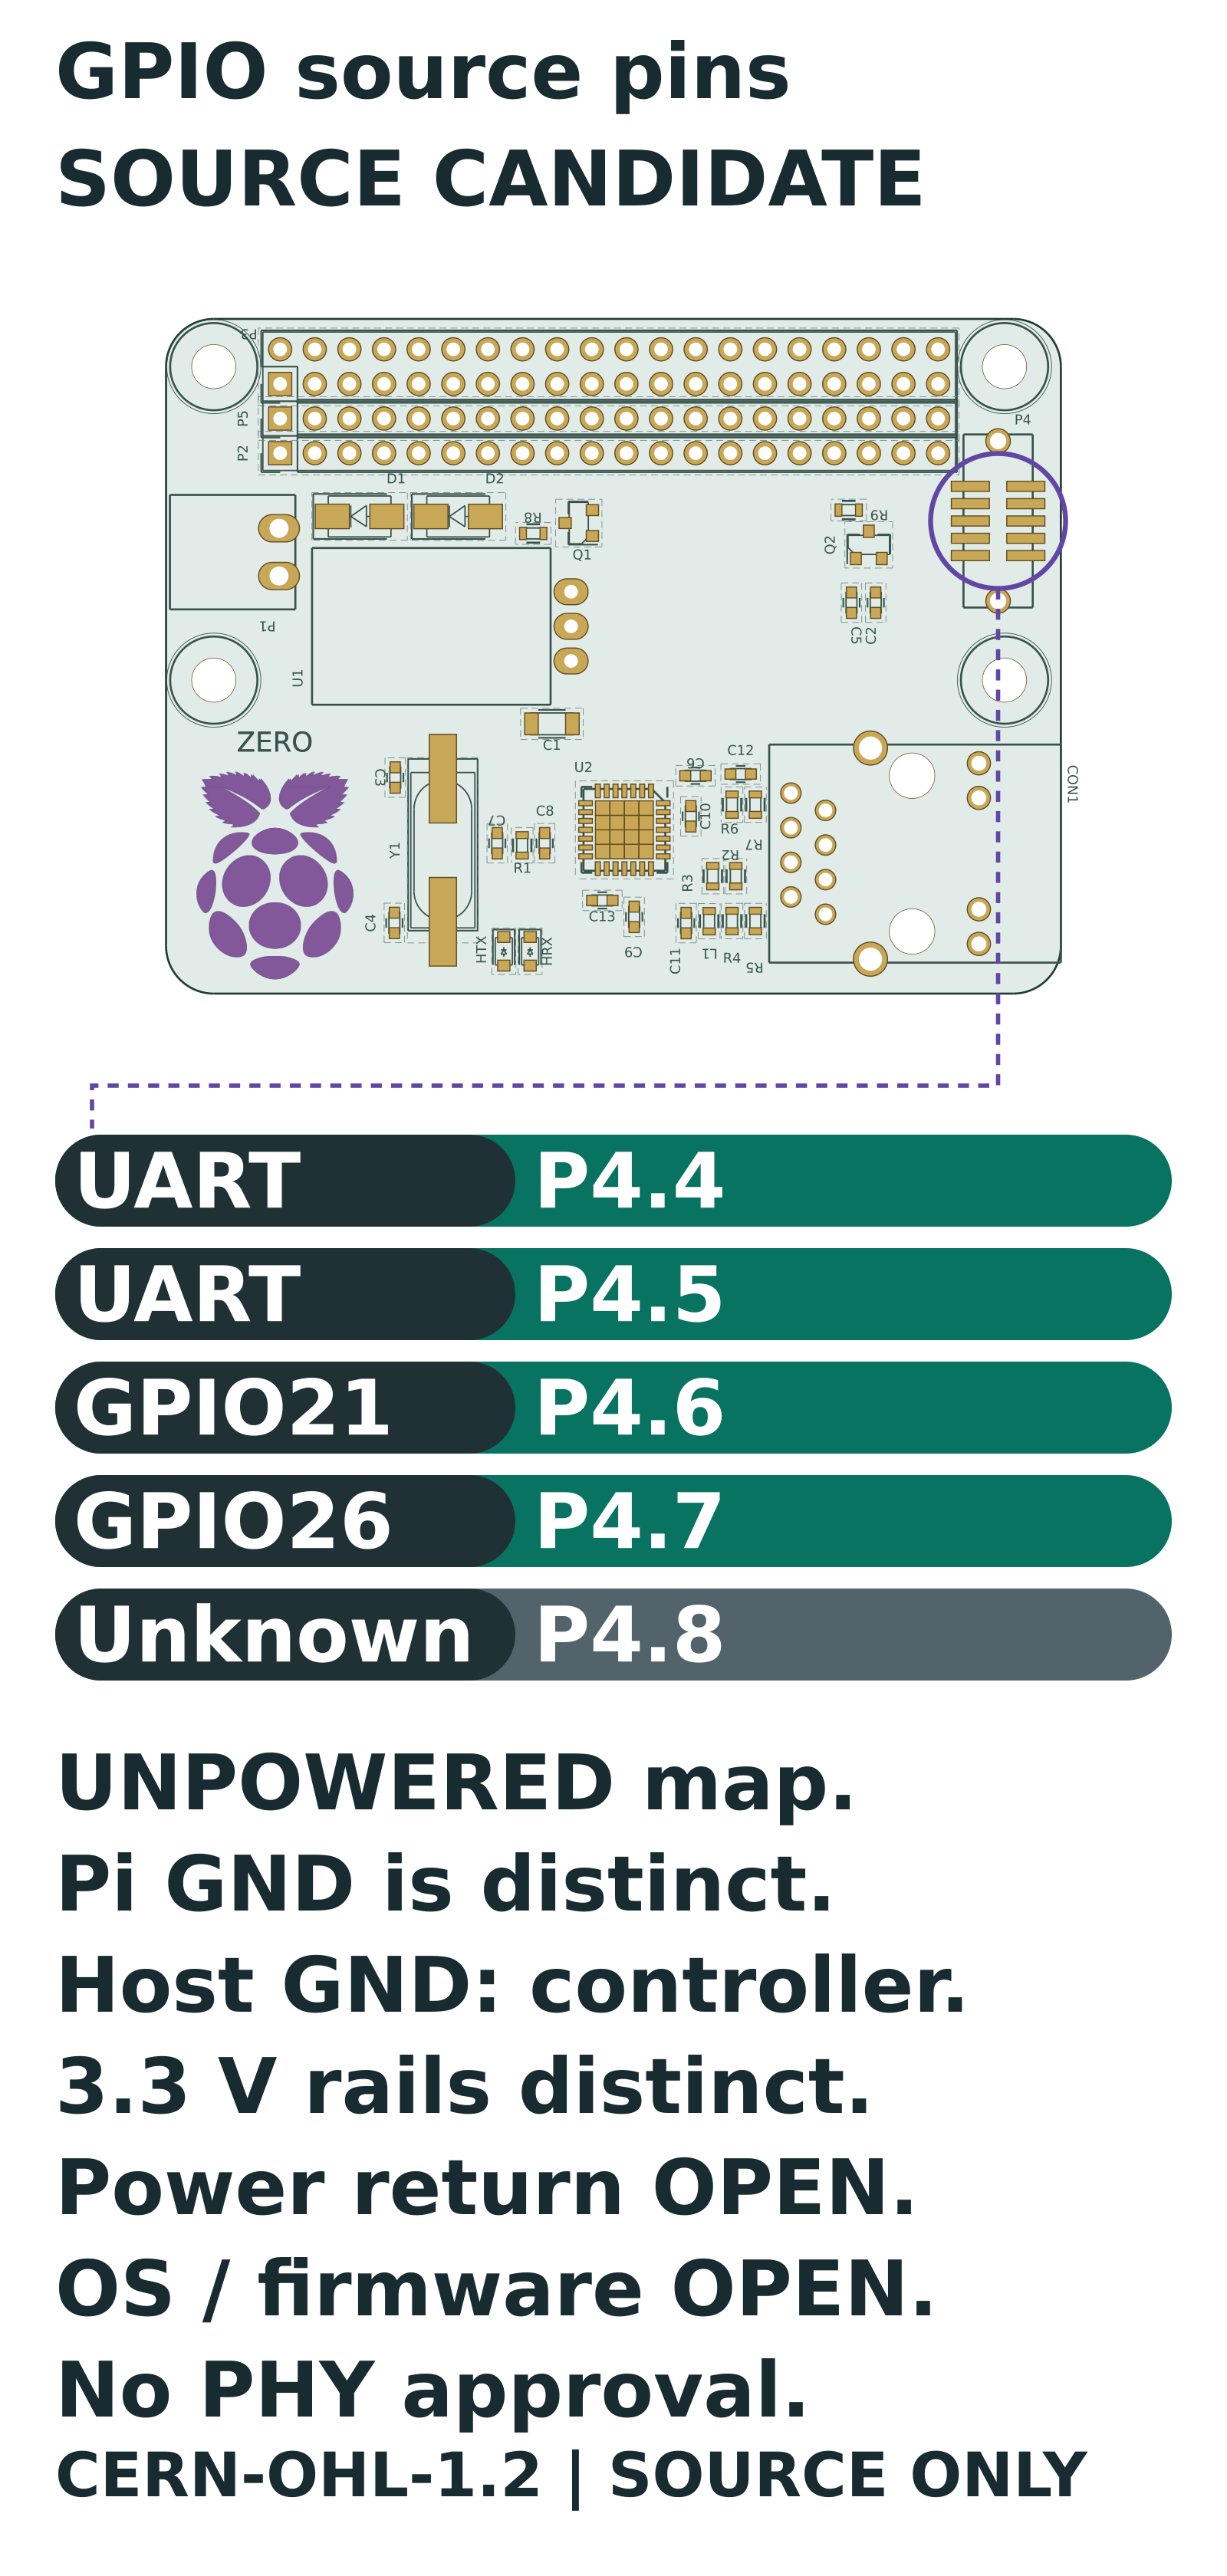 GPIO source pins
SOURCE CANDIDATE
P3
P5
P4
P2
D1 D2
R8
R9
Q1
Q2
P1
C5 C2
U1
ZERO
C1
C12
U2
C6
CON1
C3
C10
C8
C7
R6
Y1
R7
R2
R1
R3
C13
C4
HTX
HRX
C9
C11
L1
R4
R5
UART P4.4
UART P4.5
GPIO21 P4.6
GPIO26 P4.7
Unknown P4.8
UNPOWERED map.
Pi GND is distinct.
Host GND: controller.
3.3 V rails distinct.
Power return OPEN.
OS / firmware OPEN.
No PHY approval.
CERN-OHL-1.2 | SOURCE ONLY